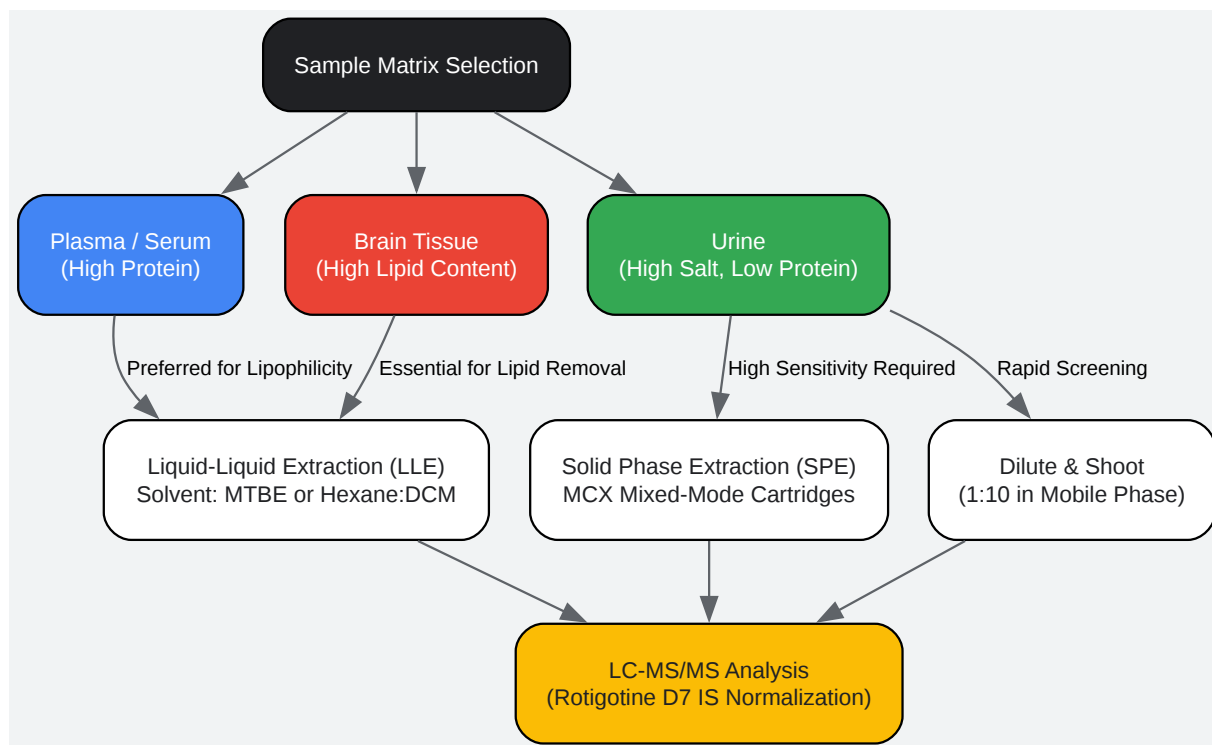 Sample Matrix Selection
Plasma / Serum
(High Protein)
Brain Tissue
(High Lipid Content)
Urine
(High Salt, Low Protein)
Preferred for Lipophilicity
Essential for Lipid Removal
High Sensitivity Required
Rapid Screening
Liquid-Liquid Extraction (LLE)
Solvent: MTBE or Hexane:DCM
Solid Phase Extraction (SPE)
MCX Mixed-Mode Cartridges
Dilute & Shoot
(1:10 in Mobile Phase)
LC-MS/MS Analysis
(Rotigotine D7 IS Normalization)